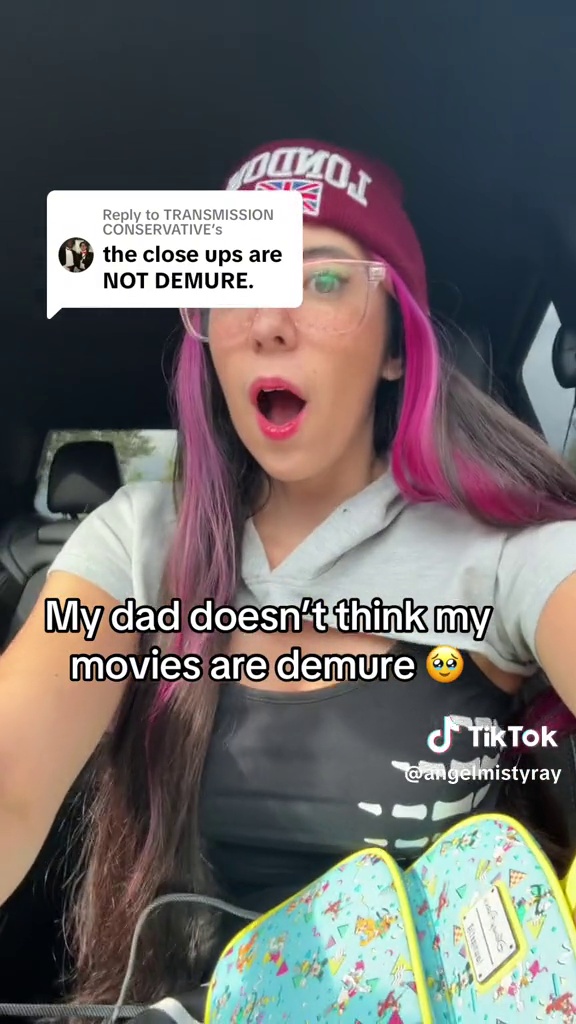 LONDON
Reply to TRANSMISSION
CONSERVATIVE's
the close ups are
NOT DEMURE.
My dad doesn't think my
movies are demure 🥹
TikTok
@angelmistyray